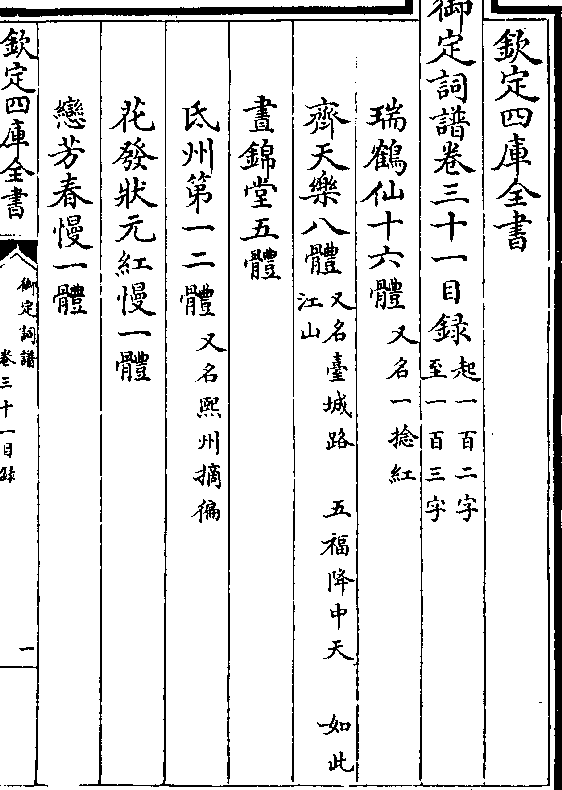 欽定四庫全書
御定詞譜卷三十一目録起一百二字至一百三字
瑞鶴仙十六體又名一捻紅
齊天樂八體又名臺城路 五福降中天 如此江山
晝錦堂五體
氐州第一二體又名熙州摘徧
花發狀元紅慢一體
戀芳春慢一體
欽定四庫全書
御定詞譜
卷三十一目録
一